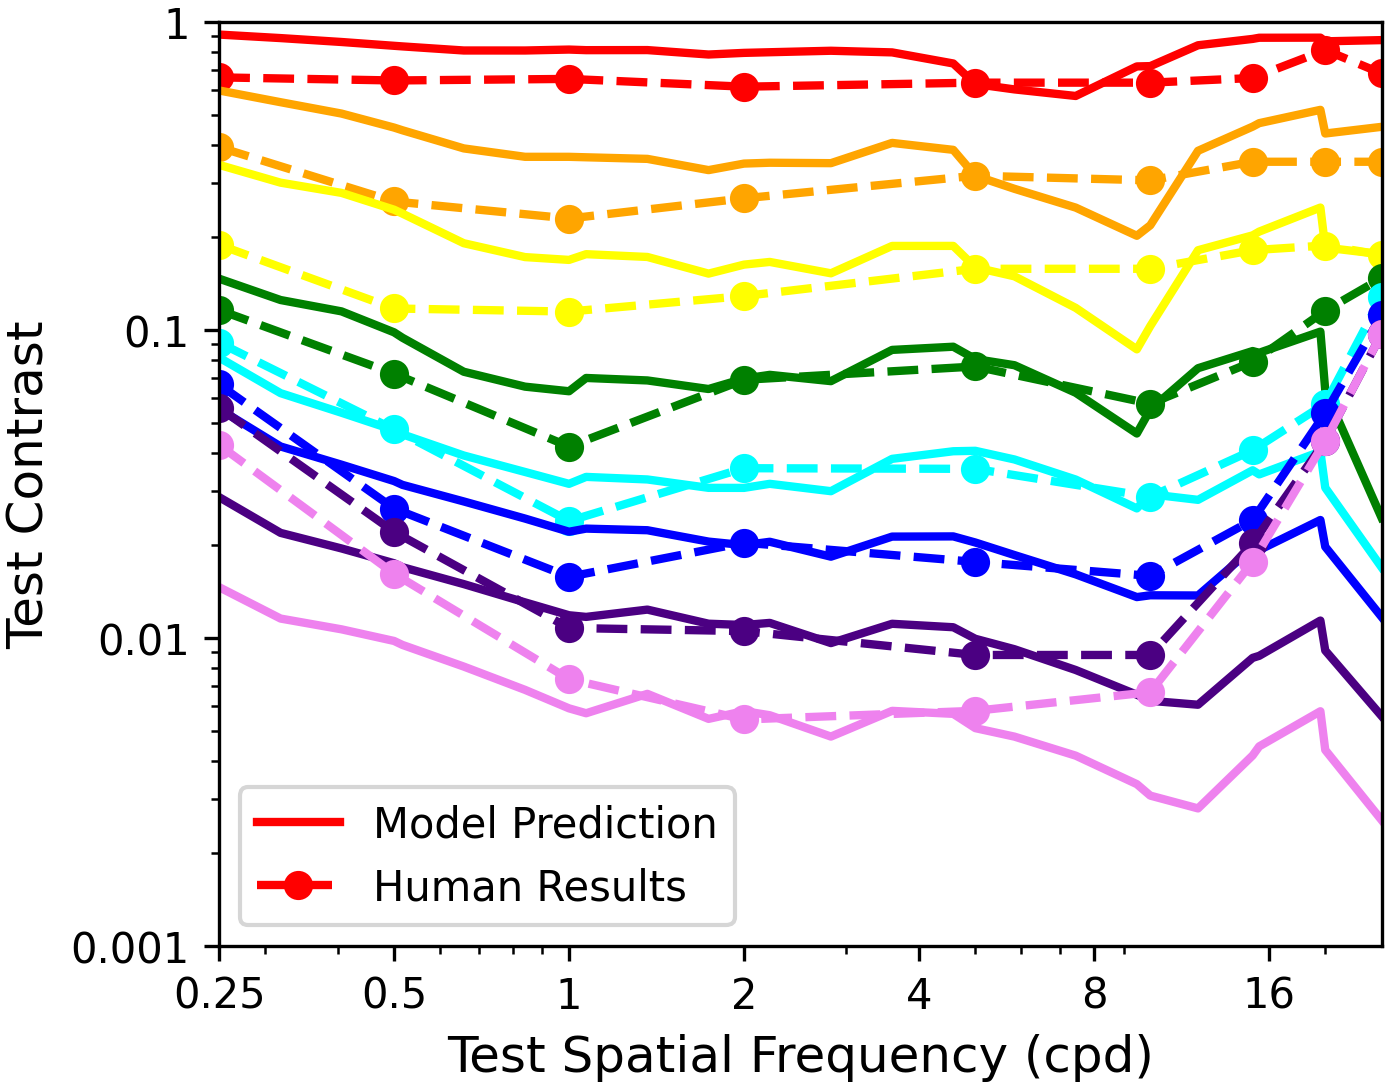 1
0.1
0.01
0.001
Test Contrast
Model Prediction
Human Results
0.25 0.5 1 2 4 8 16
Test Spatial Frequency (cpd)